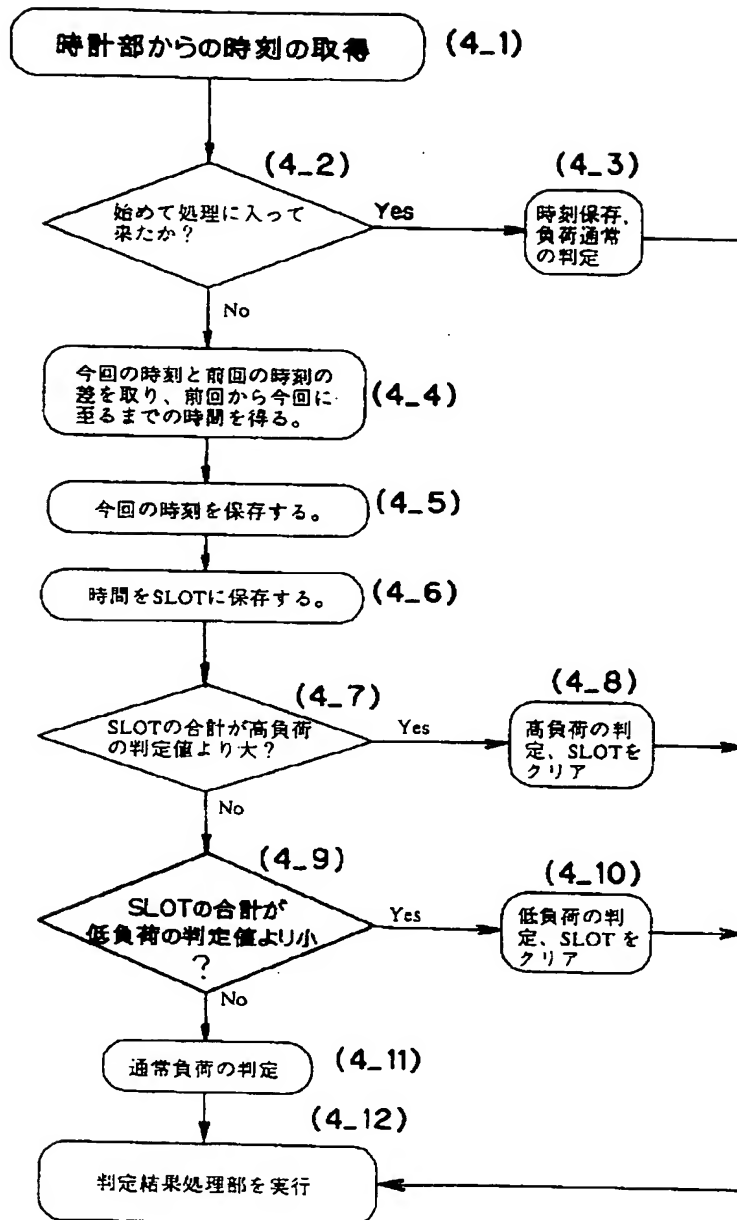 時計部からの時刻の取得
(4_1)
(4_2)
始めて処理に入って
来たか?
Yes
(4_3)
時刻保存、
負荷通常
の判定
No
今回の時刻と前回の時刻の
差を取り、前回から今回に
至るまでの時間を得る。
(4_4)
今回の時刻を保存する。
(4_5)
時間をSLOTに保存する。
(4_6)
(4_7)
SLOTの合計が高負荷
の判定値より大?
Yes
(4_8)
高負荷の判
定、SLOTを
クリア
No
(4_9)
SLOTの合計が
低負荷の判定値より小
?
Yes
(4_10)
低負荷の判
定、SLOTを
クリア
No
通常負荷の判定
(4_11)
(4_12)
判定結果処理部を実行